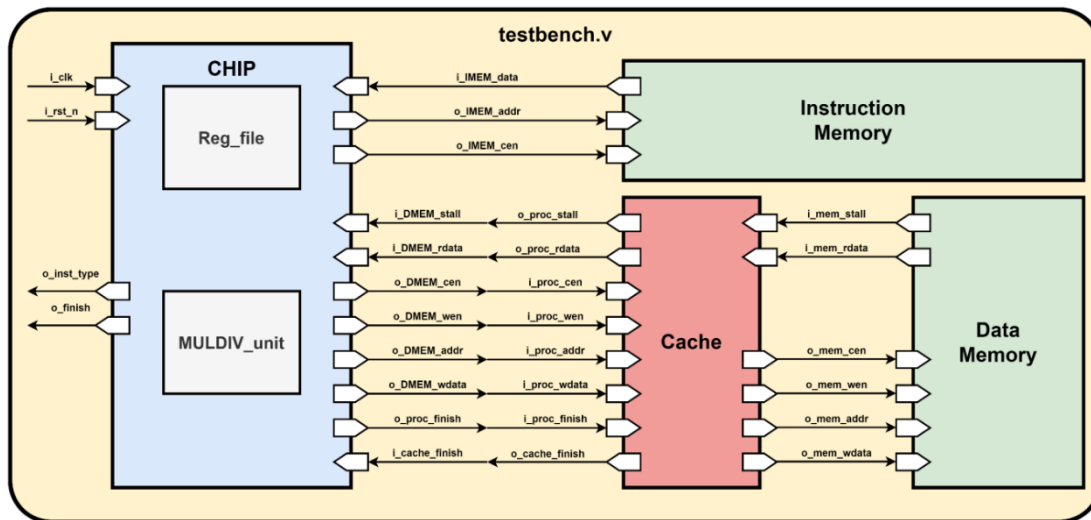 testbench.v
CHIP
i_clk
i_rst_n
Reg_file
i_IMEM_data
o_IMEM_addr
o_IMEM_cen
Instruction
Memory
i_DMEM_stall
o_proc_stall
i_DMEM_rdata
o_proc_rdata
o_DMEM_cen
i_proc_cen
o_DMEM_wen
i_proc_wen
o_DMEM_addr
i_proc_addr
o_DMEM_wdata
i_proc_wdata
o_proc_finish
i_proc_finish
i_cache_finish
o_cache_finish
o_inst_type
o_finish
MULDIV_unit
Cache
i_mem_stall
i_mem_rdata
o_mem_cen
o_mem_wen
o_mem_addr
o_mem_wdata
Data
Memory